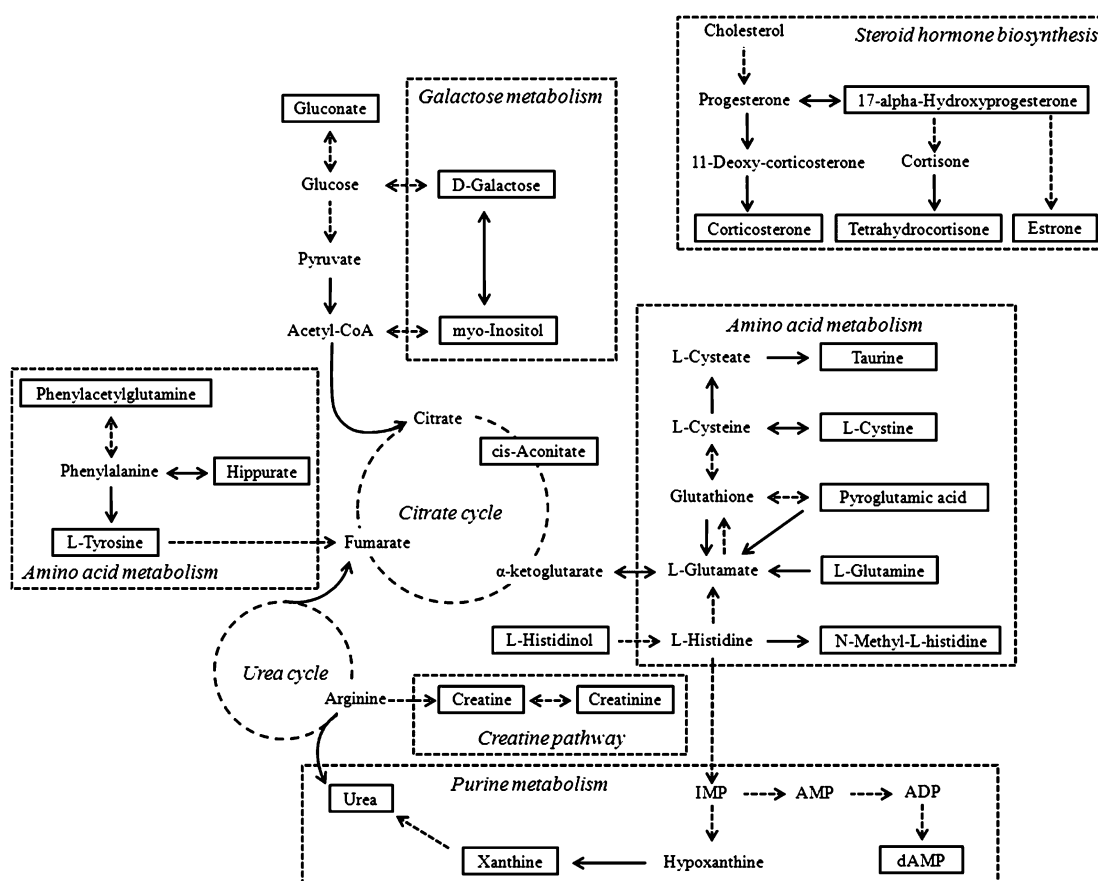 Cholesterol
Steroid hormone biosynthesis
Progesterone
17-alpha-Hydroxyprogesterone
11-Deoxy-corticosterone
Cortisone
Corticosterone
Tetrahydrocortisone
Estrone
Galactose metabolism
Gluconate
Glucose
D-Galactose
Pyruvate
Acetyl-CoA
myo-Inositol
Amino acid metabolism
L-Cysteate
Taurine
L-Cysteine
L-Cystine
Glutathione
Pyroglutamic acid
L-Glutamate
L-Glutamine
L-Histidinol
L-Histidine
N-Methyl-L-histidine
Phenylacetylglutamine
Phenylalanine
Hippurate
L-Tyrosine
Amino acid metabolism
Citrate
cis-Aconitate
Citrate cycle
Fumarate
α-ketoglutarate
Urea cycle
Arginine
Creatine
Creatinine
Creatine pathway
Purine metabolism
Urea
IMP
AMP
ADP
Xanthine
Hypoxanthine
dAMP